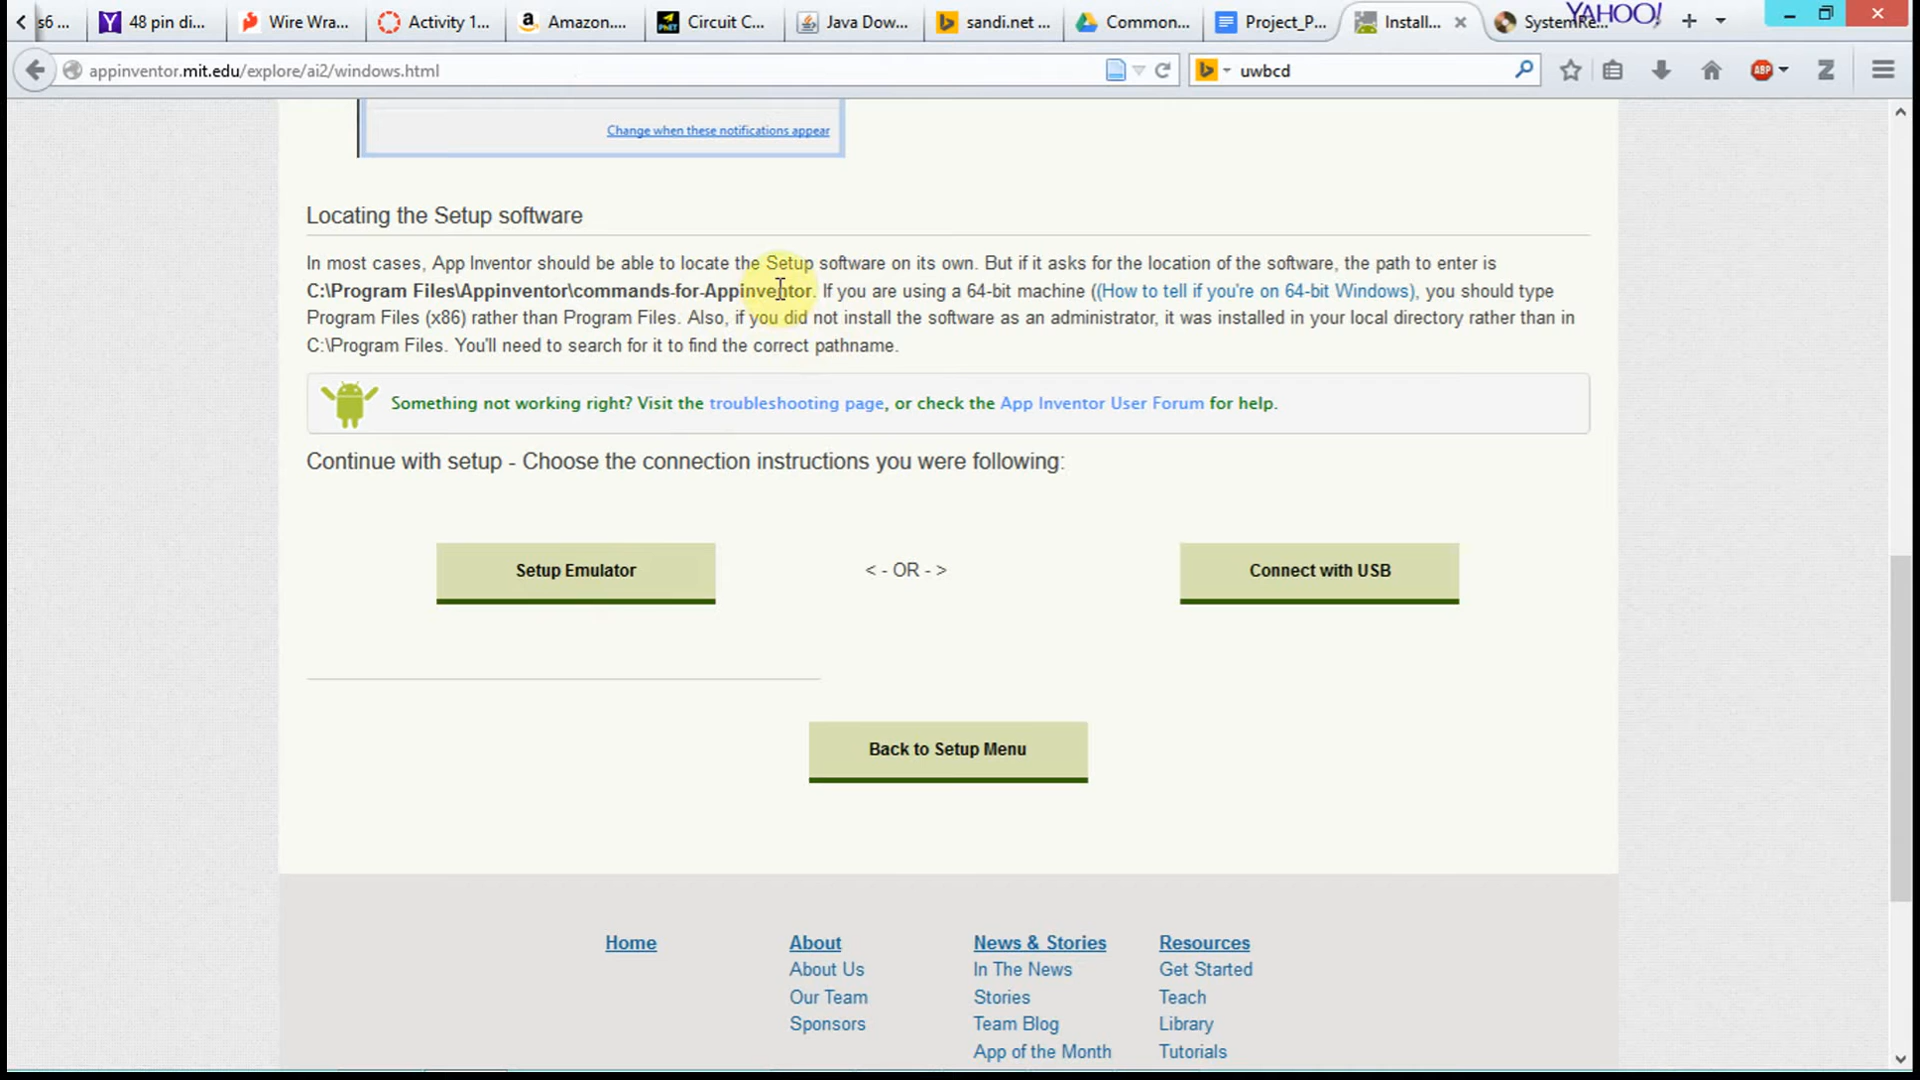 s6 ...
48 pin di...
Wire Wra...
Activity 1...
Amazon....
Circuit C...
Java Dow...
sandi.net ...
Common...
Project_P...
Install...
SystemRe...
YAHOO!
appinventor.mit.edu/explore/ai2/windows.html
uwbcd
ABP
Change when these notifications appear
Locating the Setup software
In most cases, App Inventor should be able to locate the Setup software on its own. But if it asks for the location of the software, the path to enter is
C:\Program Files\Appinventor\commands-for-Appinventor. If you are using a 64-bit machine ((How to tell if you're on 64-bit Windows), you should type
Program Files (x86) rather than Program Files. Also, if you did not install the software as an administrator, it was installed in your local directory rather than in
C:\Program Files. You'll need to search for it to find the correct pathname.
Something not working right? Visit the troubleshooting page, or check the App Inventor User Forum for help.
Continue with setup - Choose the connection instructions you were following:
Setup Emulator
< - OR - >
Connect with USB
Back to Setup Menu
Home
About
News & Stories
Resources
About Us
In The News
Get Started
Our Team
Stories
Teach
Sponsors
Team Blog
Library
App of the Month
Tutorials